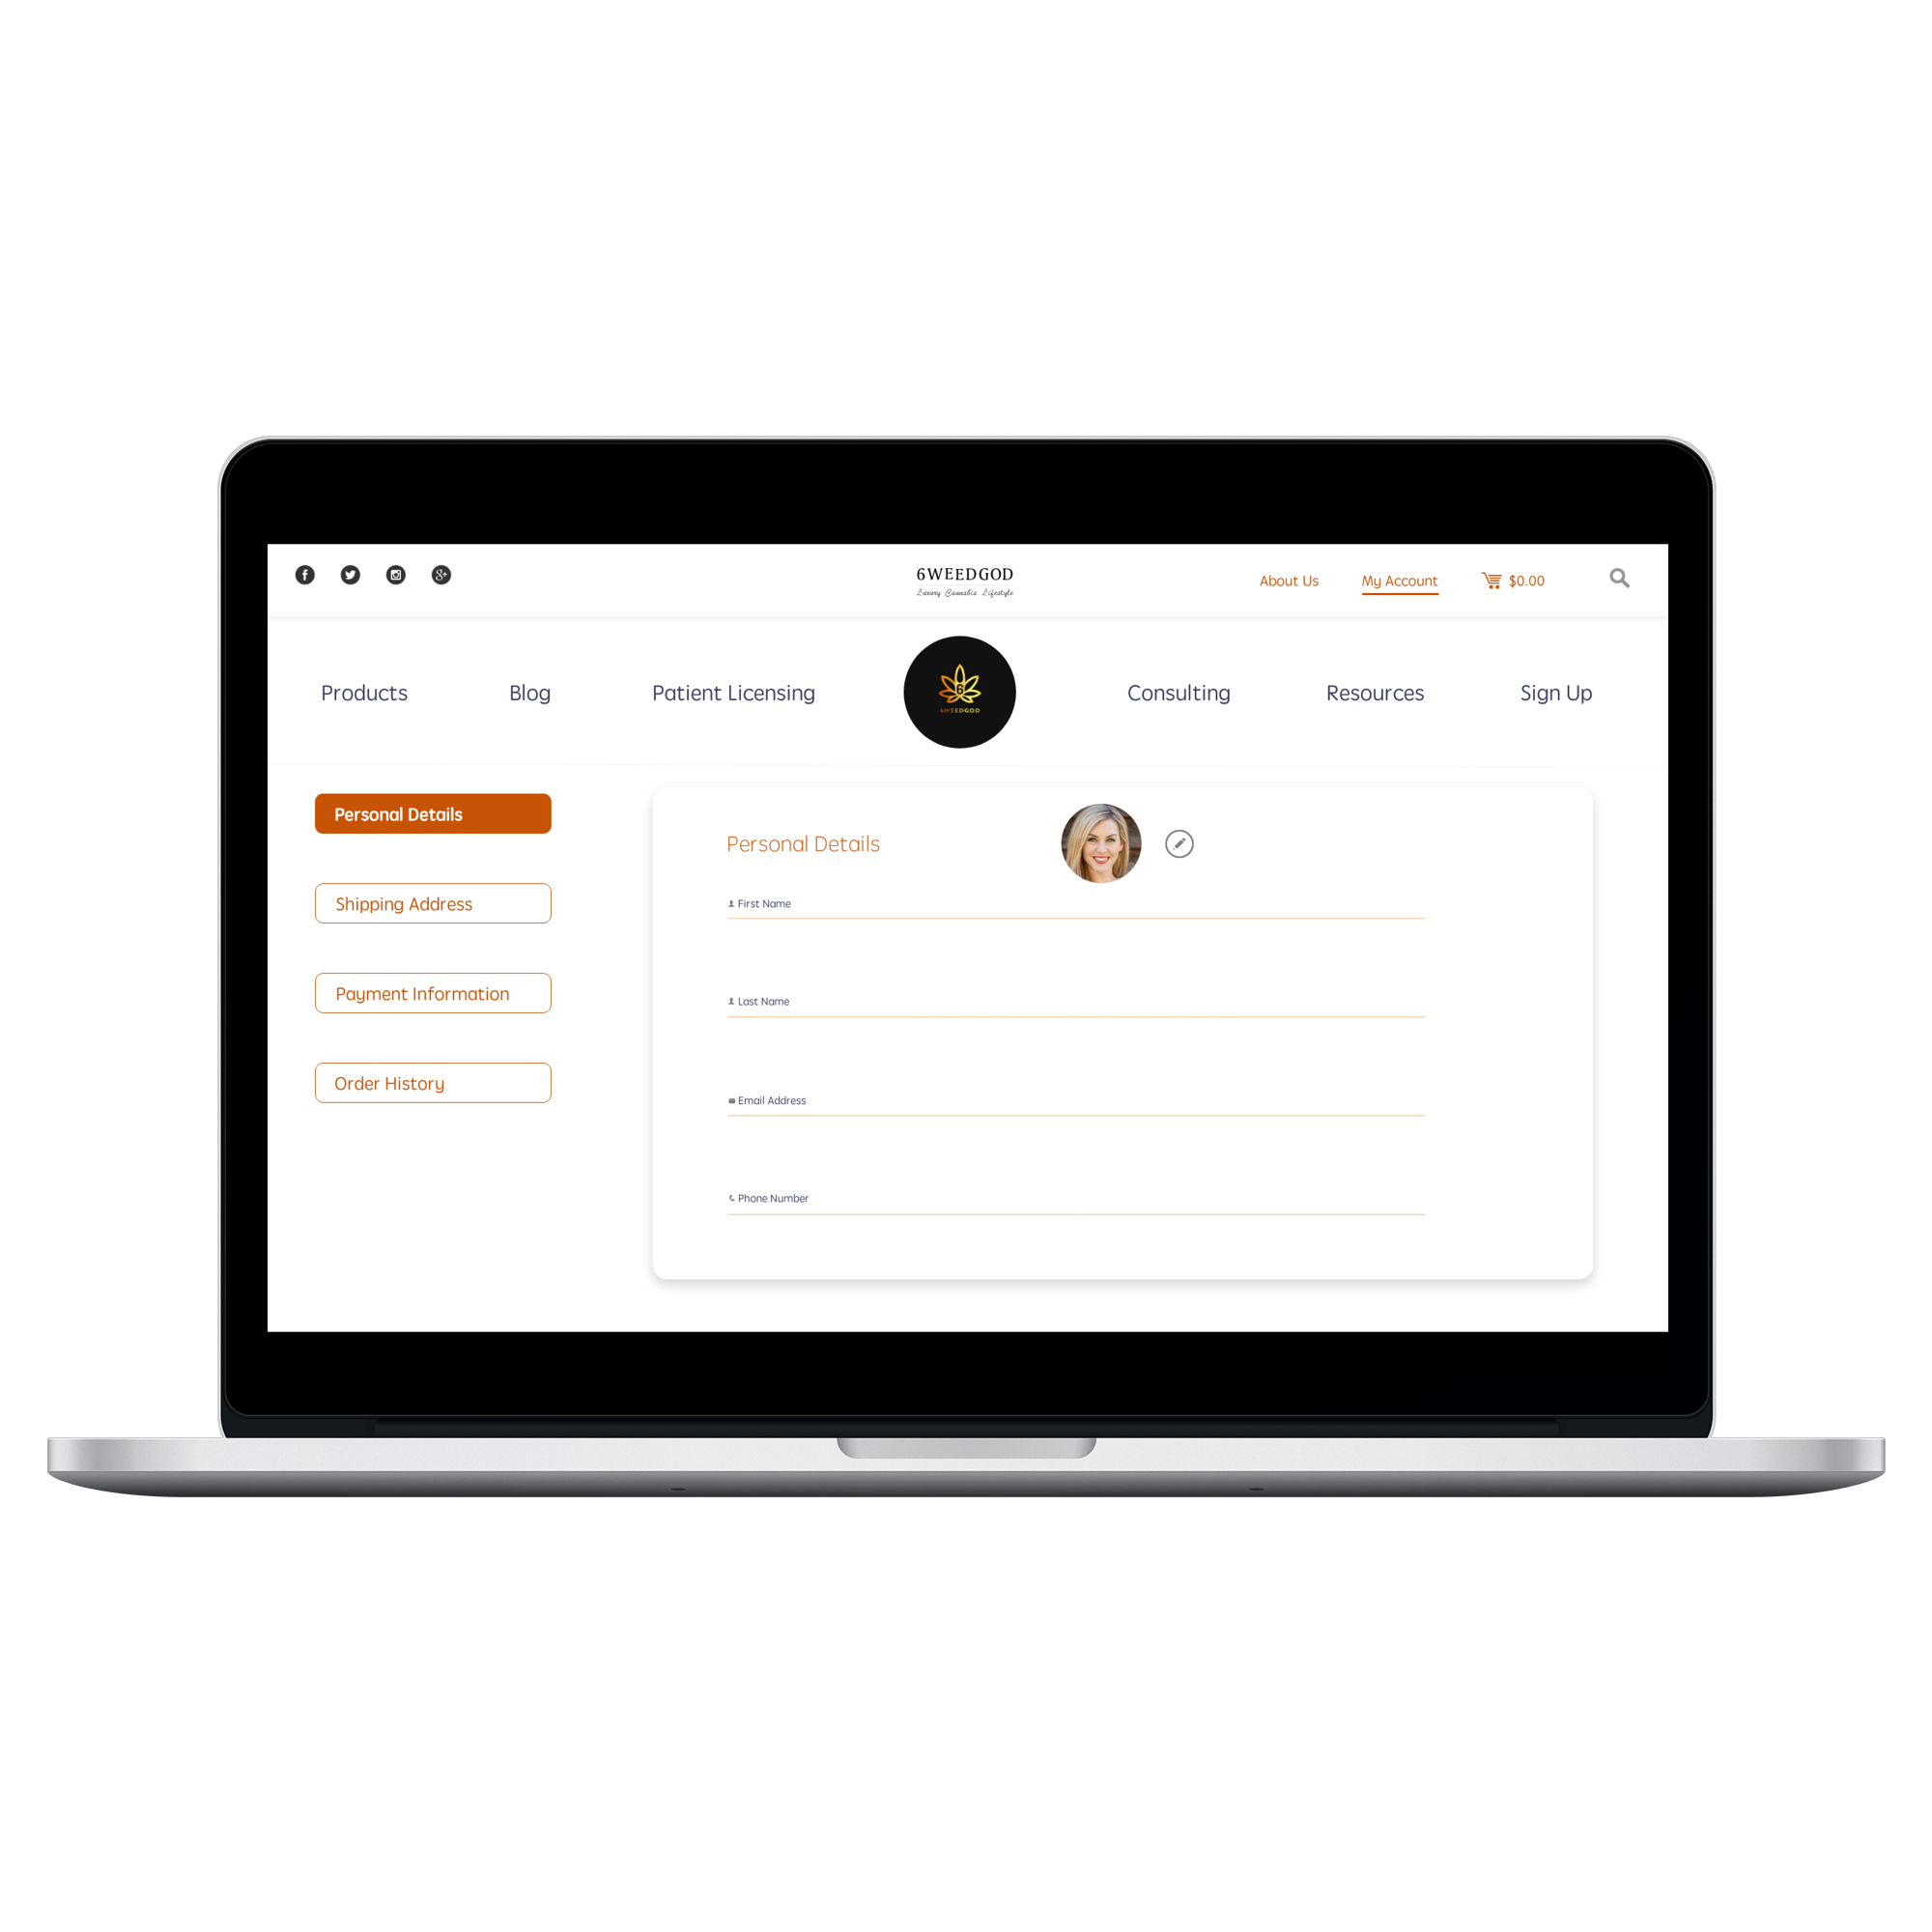 6WEEDGOD
Luxury Cannabis Lifestyle
About Us
My Account
$0.00
Products
Blog
Patient Licensing
6
6WEEDGOD
Consulting
Resources
Sign Up
Personal Details
Shipping Address
Payment Information
Order History
Personal Details
First Name
Last Name
Email Address
Phone Number